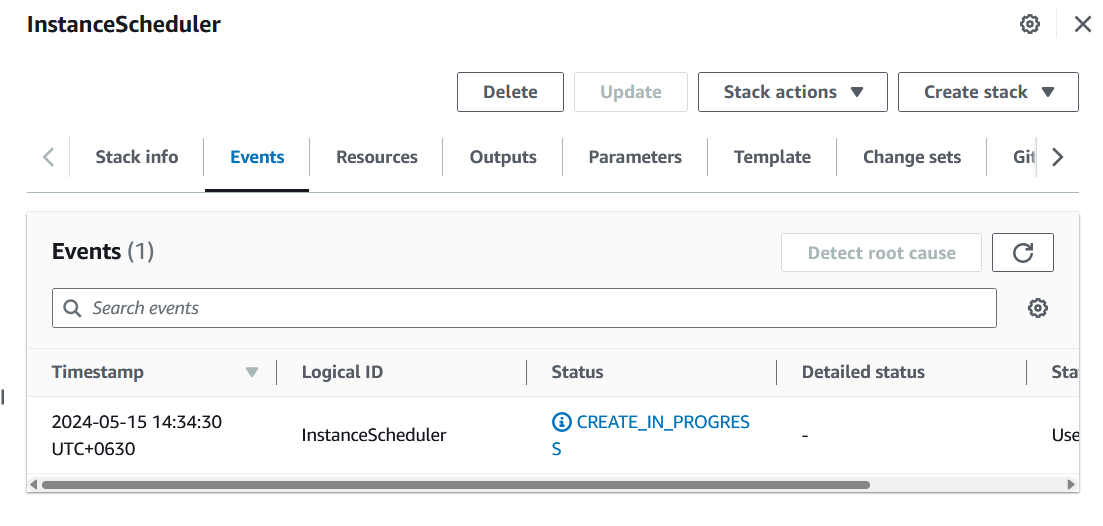 InstanceScheduler
Delete Update Stack actions Create stack
Stack info Events Resources Outputs Parameters Template Change sets Git
Events (1) Detect root cause
Search events
Timestamp Logical ID Status Detailed status Sta
2024-05-15 14:34:30 UTC+0630 InstanceScheduler CREATE_IN_PROGRESS - Use